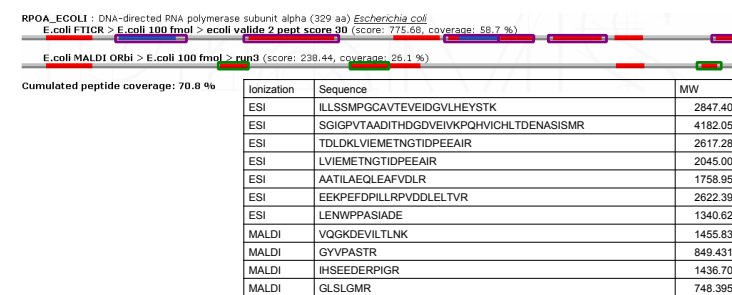 RPOA_ECOLI : DNA-directed RNA polymerase subunit alpha (329 aa) Escherichia coli
E.coli FTICR > E.coli 100 fmol > ecoli valide 2 pept score 30 (score: 775.68, coverage: 58.7 %)
E.coli MALDI ORBi > E.coli 100 fmol > run3 (score: 238.44, coverage: 26.1 %)
Cumulated peptide coverage: 70.8 %
Ionization Sequence MW
ESI ILLSSMPGCAVTEVEIDGVLHEYSTK 2847.40
ESI SGIGPVTAADITHDGDVEIVKPQHVICHLTDENASISMR 4182.05
ESI TDLDKLVIEMETNGTIDPEEAIR 2617.28
ESI LVIEMETNGTIDPEEAIR 2045.00
ESI AATILAEQLEAFVDLR 1758.95
ESI EEKPEFDPILLRPVDDLELTVR 2622.39
ESI LENWPPASIADE 1340.62
MALDI VQGKDEVILTLNK 1455.83
MALDI GYVPASTR 849.431
MALDI IHSEEDERPIGR 1436.70
MALDI GLSLGMR 748.395